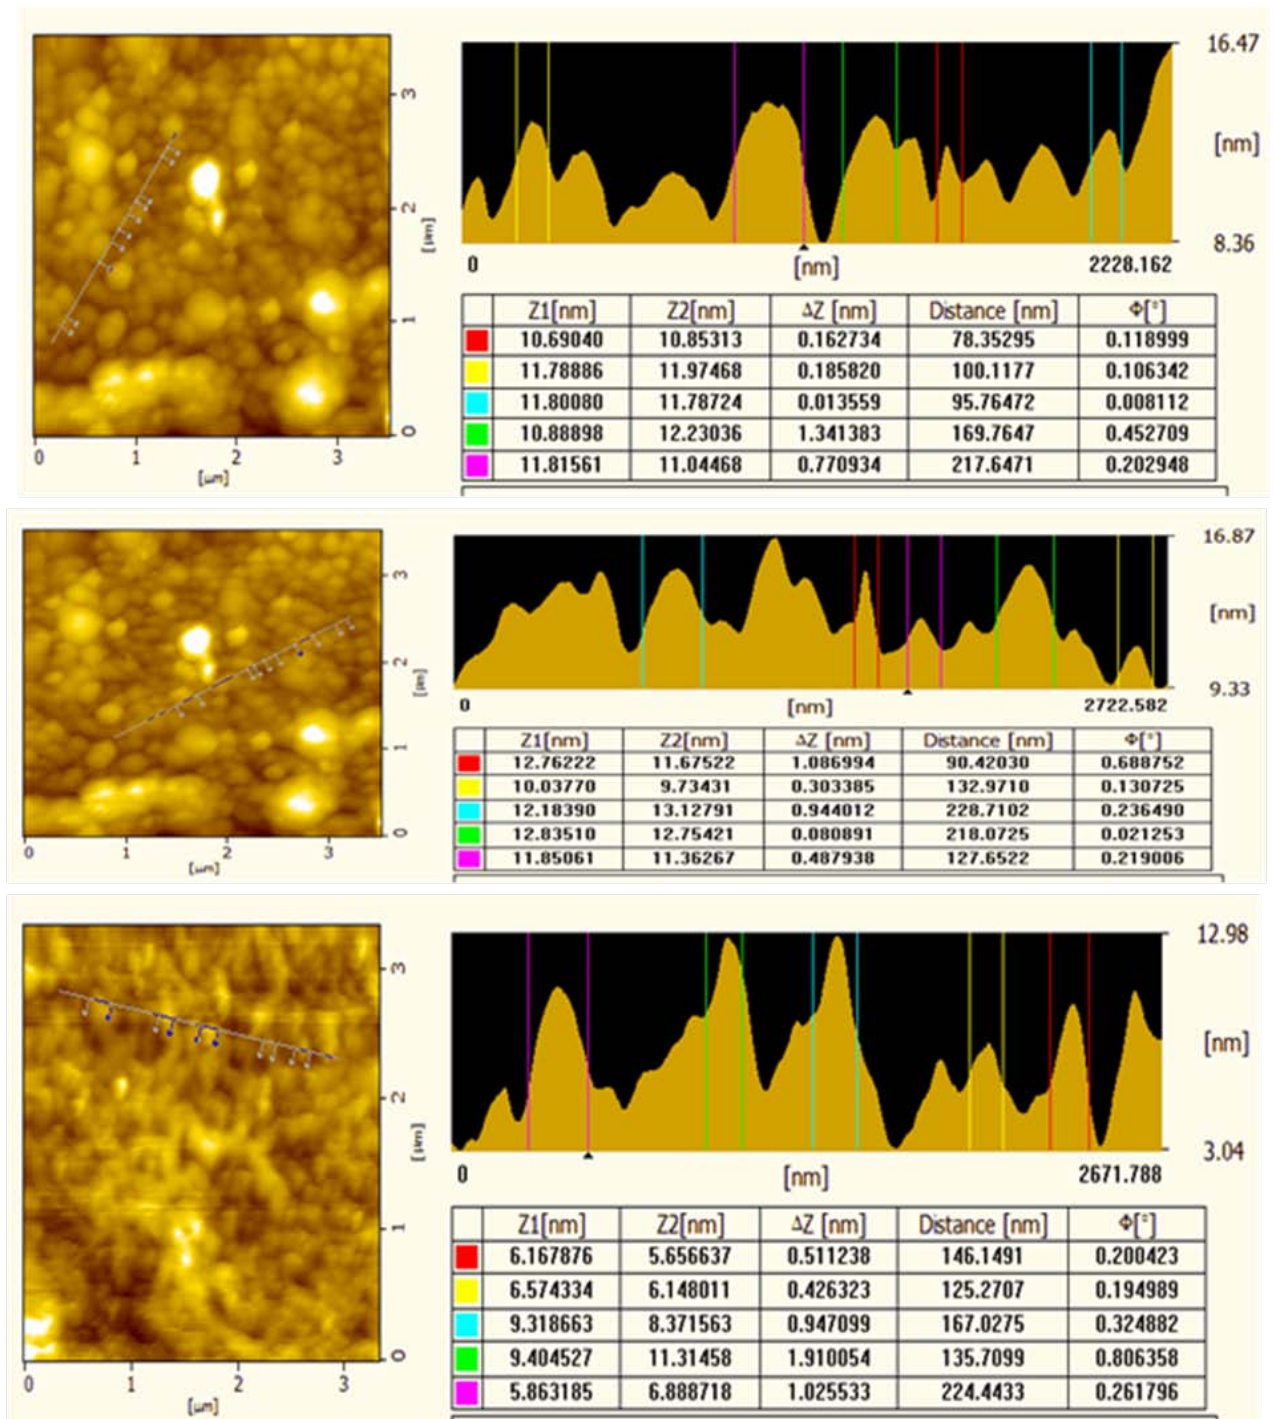 16.47
3
[nm]
2
[µm]
8.36
0 [nm] 2228.162
1
Z1[nm] Z2[nm] ΔZ [nm] Distance [nm] Φ[°]
10.69040 10.85313 0.162734 78.35295 0.118999
11.78886 11.97468 0.185820 100.1177 0.106342
11.80080 11.78724 0.013559 95.76472 0.008112
10.88898 12.23036 1.341383 169.7647 0.452709
11.81561 11.04468 0.770934 217.6471 0.202948
0
0 1 2 3
[µm]
16.87
3
[nm]
2
[µm]
9.33
0 [nm] 2722.582
1
Z1[nm] Z2[nm] ΔZ [nm] Distance [nm] Φ[°]
12.76222 11.67522 1.086994 90.42030 0.688752
10.03770 9.73431 0.303385 132.9710 0.130725
12.18390 13.12791 0.944012 228.7102 0.236490
12.83510 12.75421 0.080891 218.0725 0.021253
11.85061 11.36267 0.487938 127.6522 0.219006
0
0 1 2 3
[µm]
12.98
3
[nm]
2
[µm]
3.04
0 [nm] 2671.788
1
Z1[nm] Z2[nm] ΔZ [nm] Distance [nm] Φ[°]
6.167876 5.656637 0.511238 146.1491 0.200423
6.574334 6.148011 0.426323 125.2707 0.194989
9.318663 8.371563 0.947099 167.0275 0.324882
9.404527 11.31458 1.910054 135.7099 0.806358
5.863185 6.888718 1.025533 224.4433 0.261796
0
0 1 2 3
[µm]